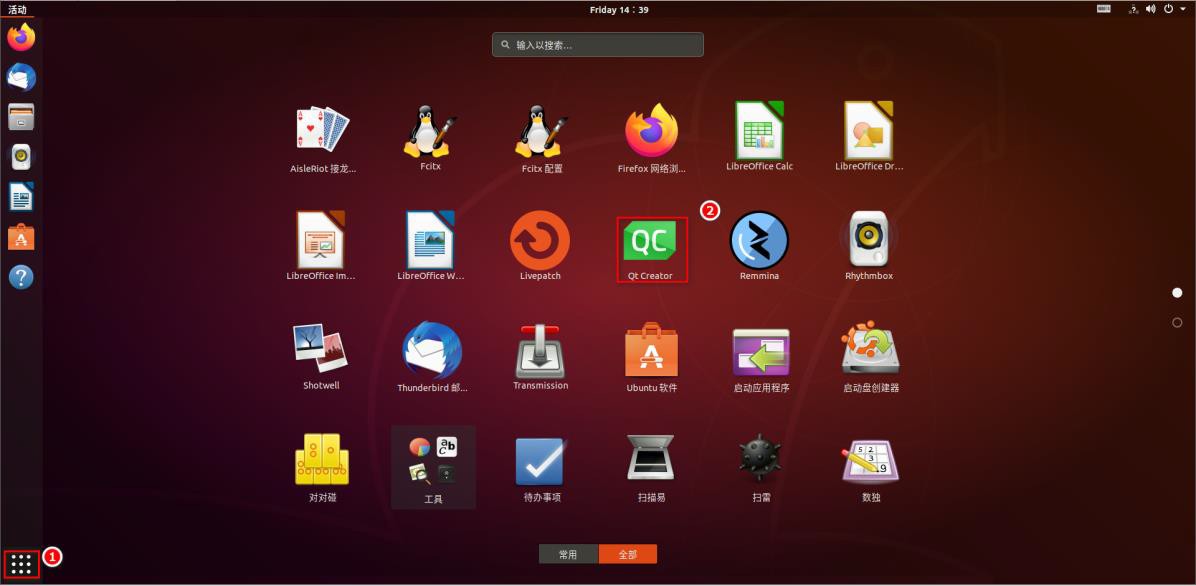 活动
Friday 14：39
输入以搜索...
AisleRiot 接龙...
Fcitx
Fcitx 配置
Firefox 网络浏...
LibreOffice Calc
LibreOffice Dr...
LibreOffice Im...
LibreOffice W...
Livepatch
QC
Qt Creator
2
Remmina
Rhythmbox
Shotwell
Thunderbird 邮...
Transmission
Ubuntu 软件
启动应用程序
启动盘创建器
对对碰
工具
待办事项
扫描易
扫雷
数独
常用
全部
1